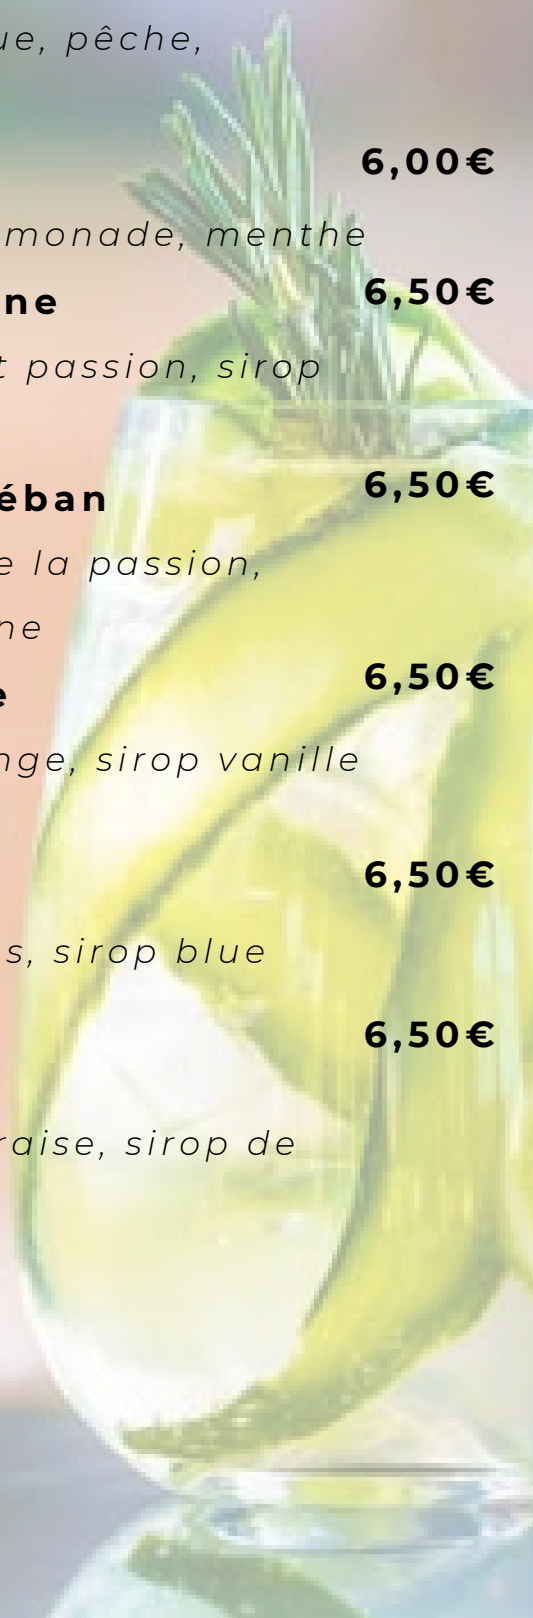 ue, pêche,
6,00€
monade, menthe
ne 6,50€
t passion, sirop
éban 6,50€
e la passion,
ne
6,50€
e
nge, sirop vanille
6,50€
s, sirop blue
6,50€
raise, sirop de